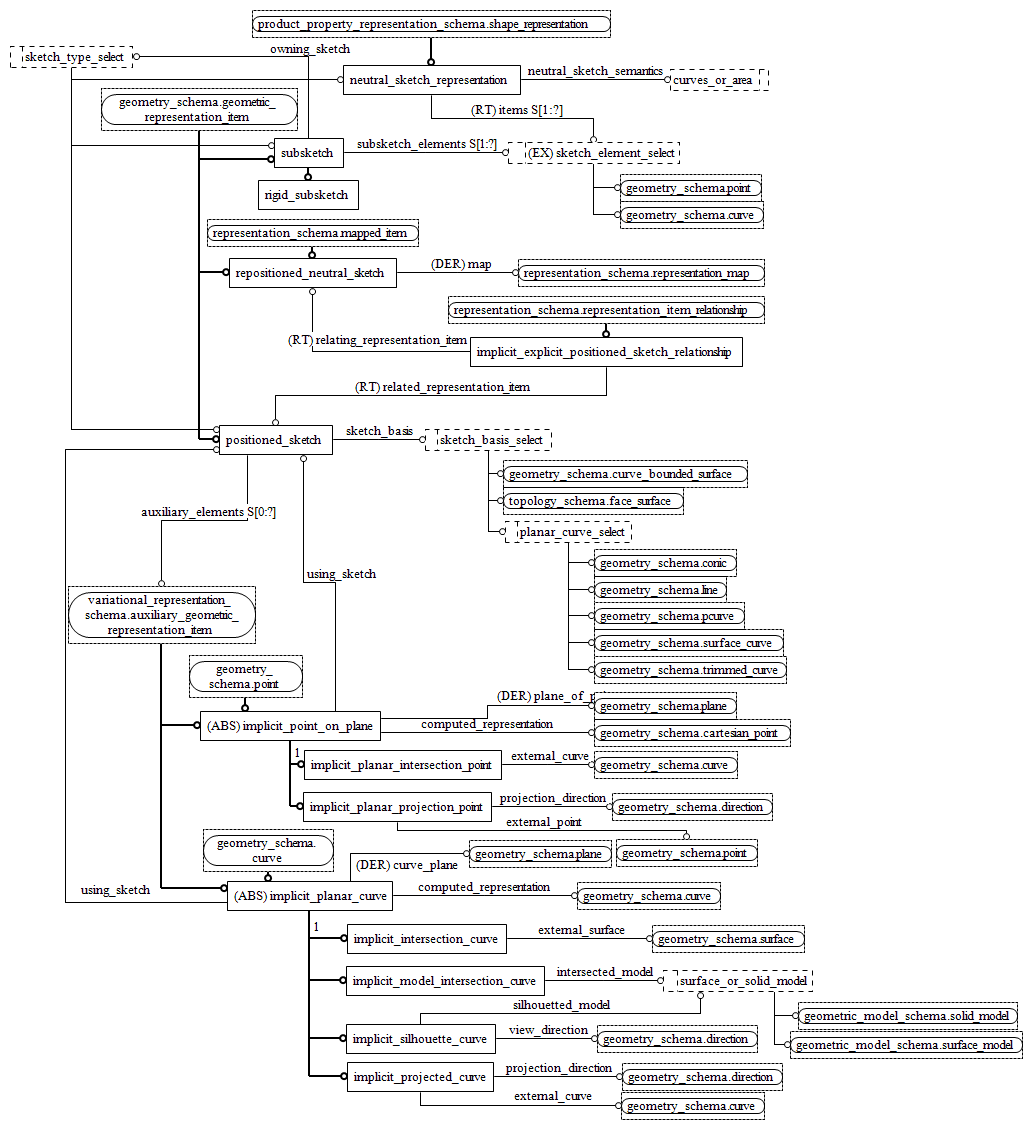 product_property_representation_schema.shape_representation
owning_sketch
sketch_type_select
neutral_sketch_representation
neutral_sketch_semantics
curves_or_area
geometry_schema.geometric_
representation_item
(RT) items S[1:?]
subsketch
subsketch_elements S[1:?]
(EX) sketch_element_select
rigid_subsketch
geometry_schema.point
geometry_schema.curve
representation_schema.mapped_item
repositioned_neutral_sketch
(DER) map
representation_schema.representation_map
representation_schema.representation_item_relationship
(RT) relating_representation_item
implicit_explicit_positioned_sketch_relationship
(RT) related_representation_item
positioned_sketch
sketch_basis
sketch_basis_select
geometry_schema.curve_bounded_surface
topology_schema.face_surface
auxiliary_elements S[0:?]
planar_curve_select
geometry_schema.conic
using_sketch
geometry_schema.line
variational_representation_
schema.auxiliary_geometric_
representation_item
geometry_schema.pcurve
geometry_schema.surface_curve
geometry_schema.trimmed_curve
geometry_
schema.point
(DER) plane_of_p
geometry_schema.plane
(ABS) implicit_point_on_plane
computed_representation
geometry_schema.cartesian_point
1
implicit_planar_intersection_point
external_curve
geometry_schema.curve
implicit_planar_projection_point
projection_direction
geometry_schema.direction
external_point
geometry_schema.
curve
geometry_schema.plane
geometry_schema.point
(DER) curve_plane
using_sketch
(ABS) implicit_planar_curve
computed_representation
geometry_schema.curve
1
implicit_intersection_curve
external_surface
geometry_schema.surface
implicit_model_intersection_curve
intersected_model
surface_or_solid_model
silhouetted_model
geometric_model_schema.solid_model
implicit_silhouette_curve
view_direction
geometry_schema.direction
geometric_model_schema.surface_model
implicit_projected_curve
projection_direction
geometry_schema.direction
external_curve
geometry_schema.curve